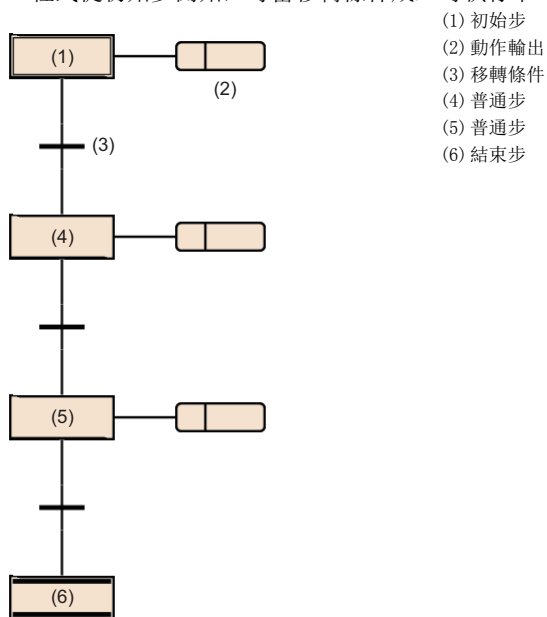 (1) 初始步
(2) 動作輸出
(3) 移轉條件
(4) 普通步
(5) 普通步
(6) 結束步
(1)
(2)
(3)
(4)
(5)
(6)